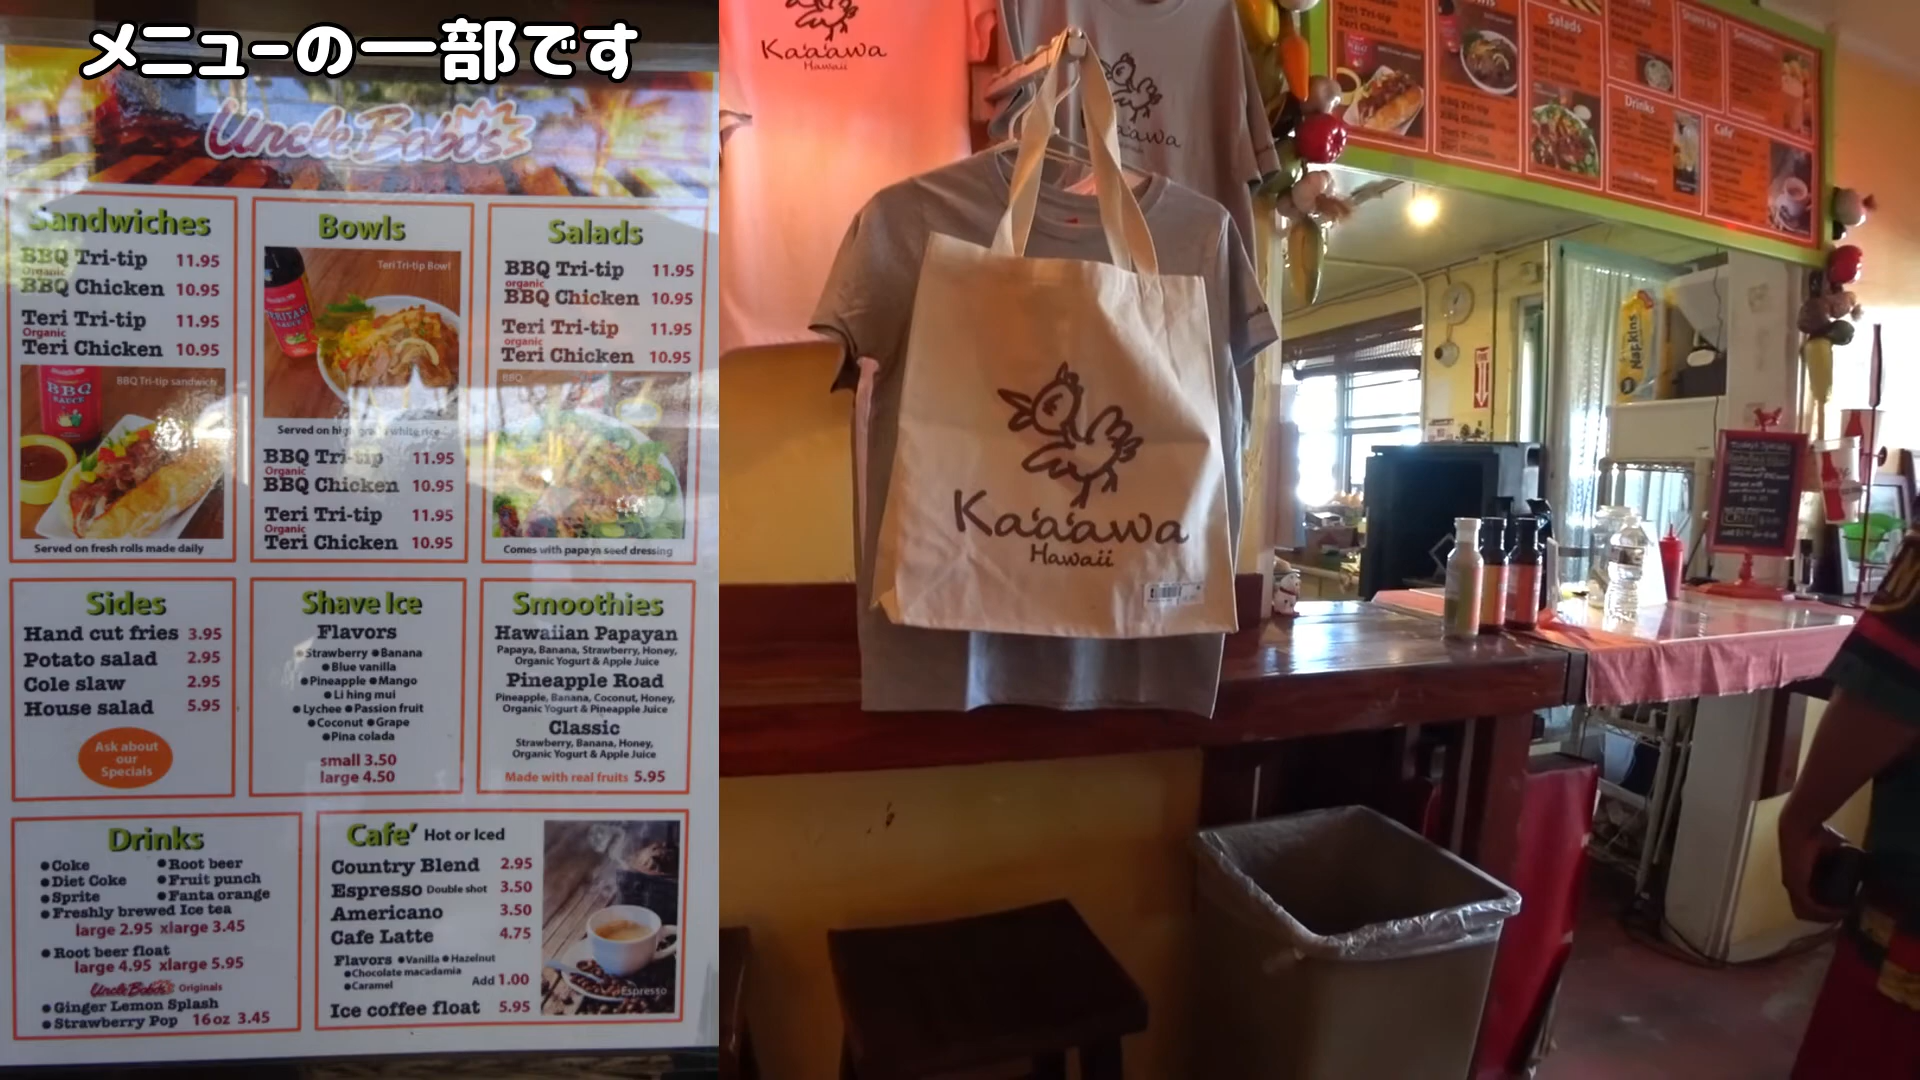 メニューの一部です
Uncle Bobo's
Sandwiches
BBQ Tri-tip 11.95
Organic
BBQ Chicken 10.95
Teri Tri-tip 11.95
Organic
Teri Chicken 10.95
BBQ Tri-tip sandwich
BBQ
SAUCE
Served on fresh rolls made daily
Bowls
Teri Tri-tip Bowl
Served on high grade white rice
BBQ Tri-tip 11.95
Organic
BBQ Chicken 10.95
Teri Tri-tip 11.95
Organic
Teri Chicken 10.95
Salads
BBQ Tri-tip 11.95
organic
BBQ Chicken 10.95
Teri Tri-tip 11.95
organic
Teri Chicken 10.95
BBQ
Comes with papaya seed dressing
Sides
Hand cut fries 3.95
Potato salad 2.95
Cole slaw 2.95
House salad 5.95
Ask about
our
Specials
Shave Ice
Flavors
●Strawberry ●Banana
●Blue vanilla
●Pineapple ●Mango
●Li hing mui
●Lychee ●Passion fruit
●Coconut ●Grape
●Pina colada
small 3.50
large 4.50
Smoothies
Hawaiian Papayan
Papaya, Banana, Strawberry, Honey,
Organic Yogurt & Apple Juice
Pineapple Road
Pineapple, Banana, Coconut, Honey,
Organic Yogurt & Pineapple Juice
Classic
Strawberry, Banana, Honey,
Organic Yogurt & Apple Juice
Made with real fruits 5.95
Drinks
●Coke ●Root beer
●Diet Coke ●Fruit punch
●Sprite ●Fanta orange
●Freshly brewed Ice tea
large 2.95 xlarge 3.45
●Root beer float
large 4.95 xlarge 5.95
Uncle Bobo's Originals
●Ginger Lemon Splash
●Strawberry Pop 16oz 3.45
Cafe' Hot or Iced
Country Blend 2.95
Espresso Double shot 3.50
Americano 3.50
Cafe Latte 4.75
Flavors ●Vanilla ●Hazelnut
●Chocolate macadamia
●Caramel Add 1.00
Ice coffee float 5.95
Espresso
Ka'a'awa
Hawaii
Ka'a'awa
Hawaii
Salads
Drinks
Cafe'
Napkins